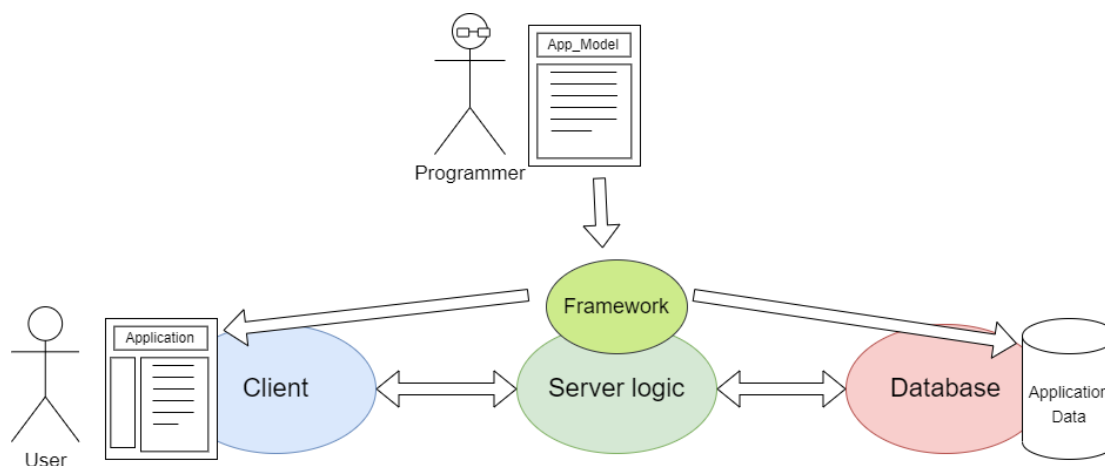 App_Model
Programmer
Framework
Application
Client
Server logic
Database
Application
Data
User